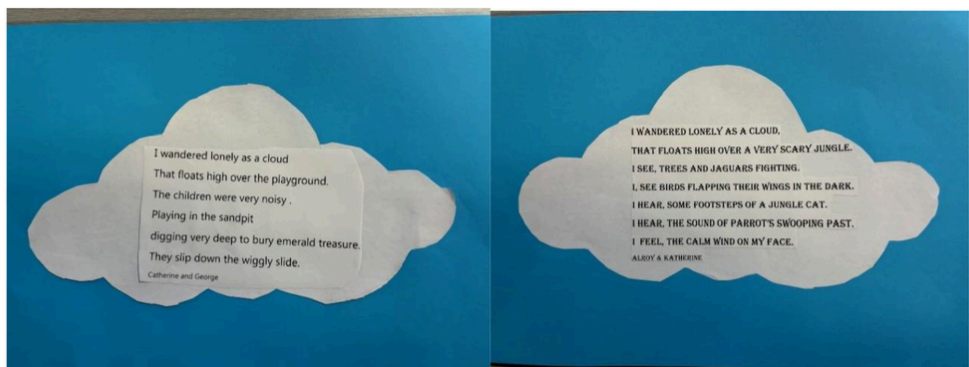 I wandered lonely as a cloud
That floats high over the playground.
The children were very noisy .
Playing in the sandpit
digging very deep to bury emerald treasure.
They slip down the wiggly slide.
Catherine and George
I WANDERED LONELY AS A CLOUD,
THAT FLOATS HIGH OVER A VERY SCARY JUNGLE.
I SEE, TREES AND JAGUARS FIGHTING.
I, SEE BIRDS FLAPPING THEIR WINGS IN THE DARK.
I HEAR, SOME FOOTSTEPS OF A JUNGLE CAT.
I HEAR, THE SOUND OF PARROT'S SWOOPING PAST.
I FEEL, THE CALM WIND ON MY FACE.
ALROY & KATHERINE